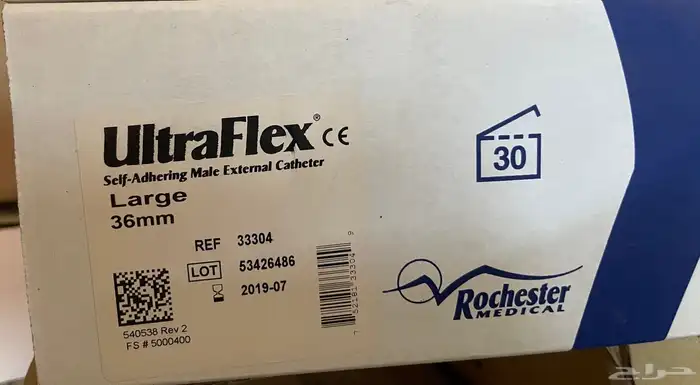 UltraFlex® CE
Self-Adhering Male External Catheter
Large
36mm
REF 33304
LOT 53426486
2019-07
540538 Rev 2
FS # 5000400
30
Rochester
MEDICAL
حراج